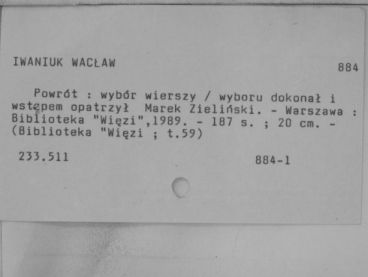 IWANIUK WACŁAW
884
Powrót : wybór wierszy / wyboru dokonał i
wstępem opatrzył Marek Zieliński. - Warszawa :
Biblioteka "Więzi",1989. - 187 s. ; 20 cm. -
(Biblioteka "Więzi ; t.59)
233.511
884-1